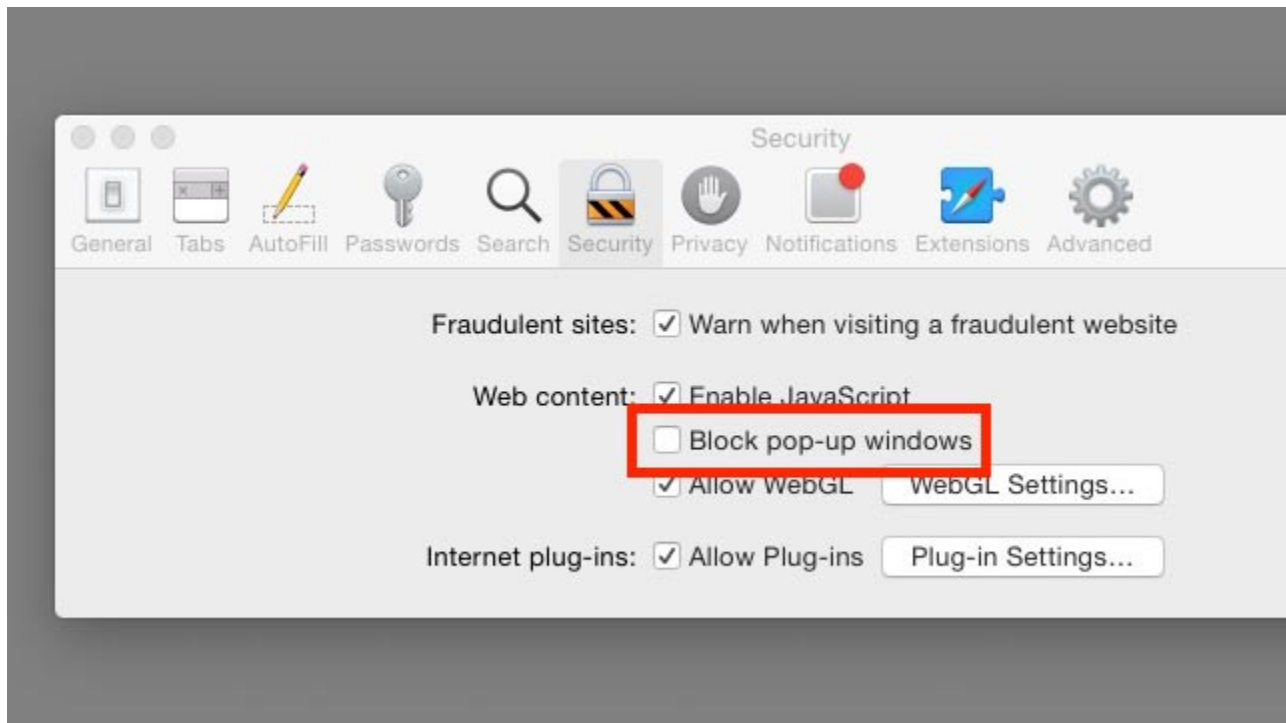 Security
General Tabs AutoFill Passwords Search Security Privacy Notifications Extensions Advanced
Fraudulent sites: Warn when visiting a fraudulent website
Web content: Enable JavaScript
Block pop-up windows
Allow WebGL WebGL Settings...
Internet plug-ins: Allow Plug-ins Plug-in Settings...